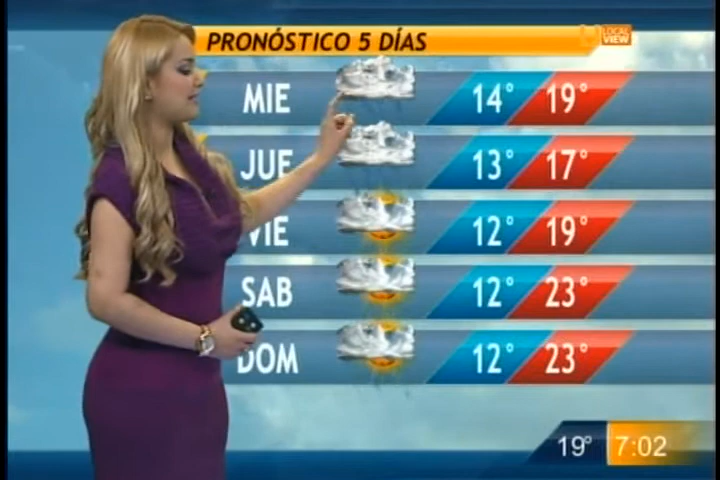 PRONÓSTICO 5 DÍAS
LOCAL VIEW
MIE 14° 19°
JUE 13° 17°
VIE 12° 19°
SAB 12° 23°
DOM 12° 23°
19° 7:02